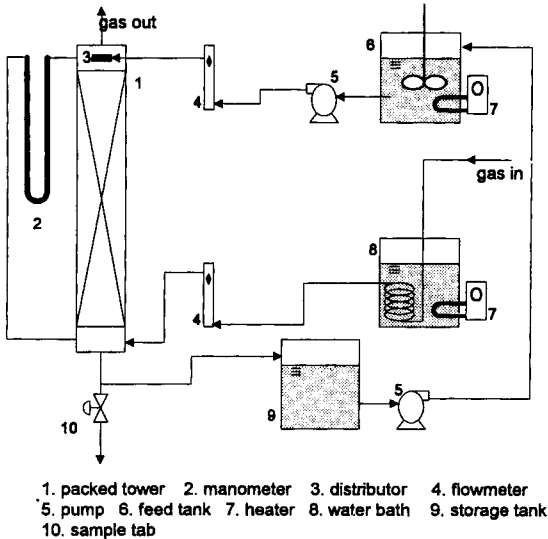 gas out
3
1
6
5
4
7
2
gas in
8
4
7
5
9
10
1. packed tower 2. manometer 3. distributor 4. flowmeter
5. pump 6. feed tank 7. heater 8. water bath 9. storage tank
10. sample tab